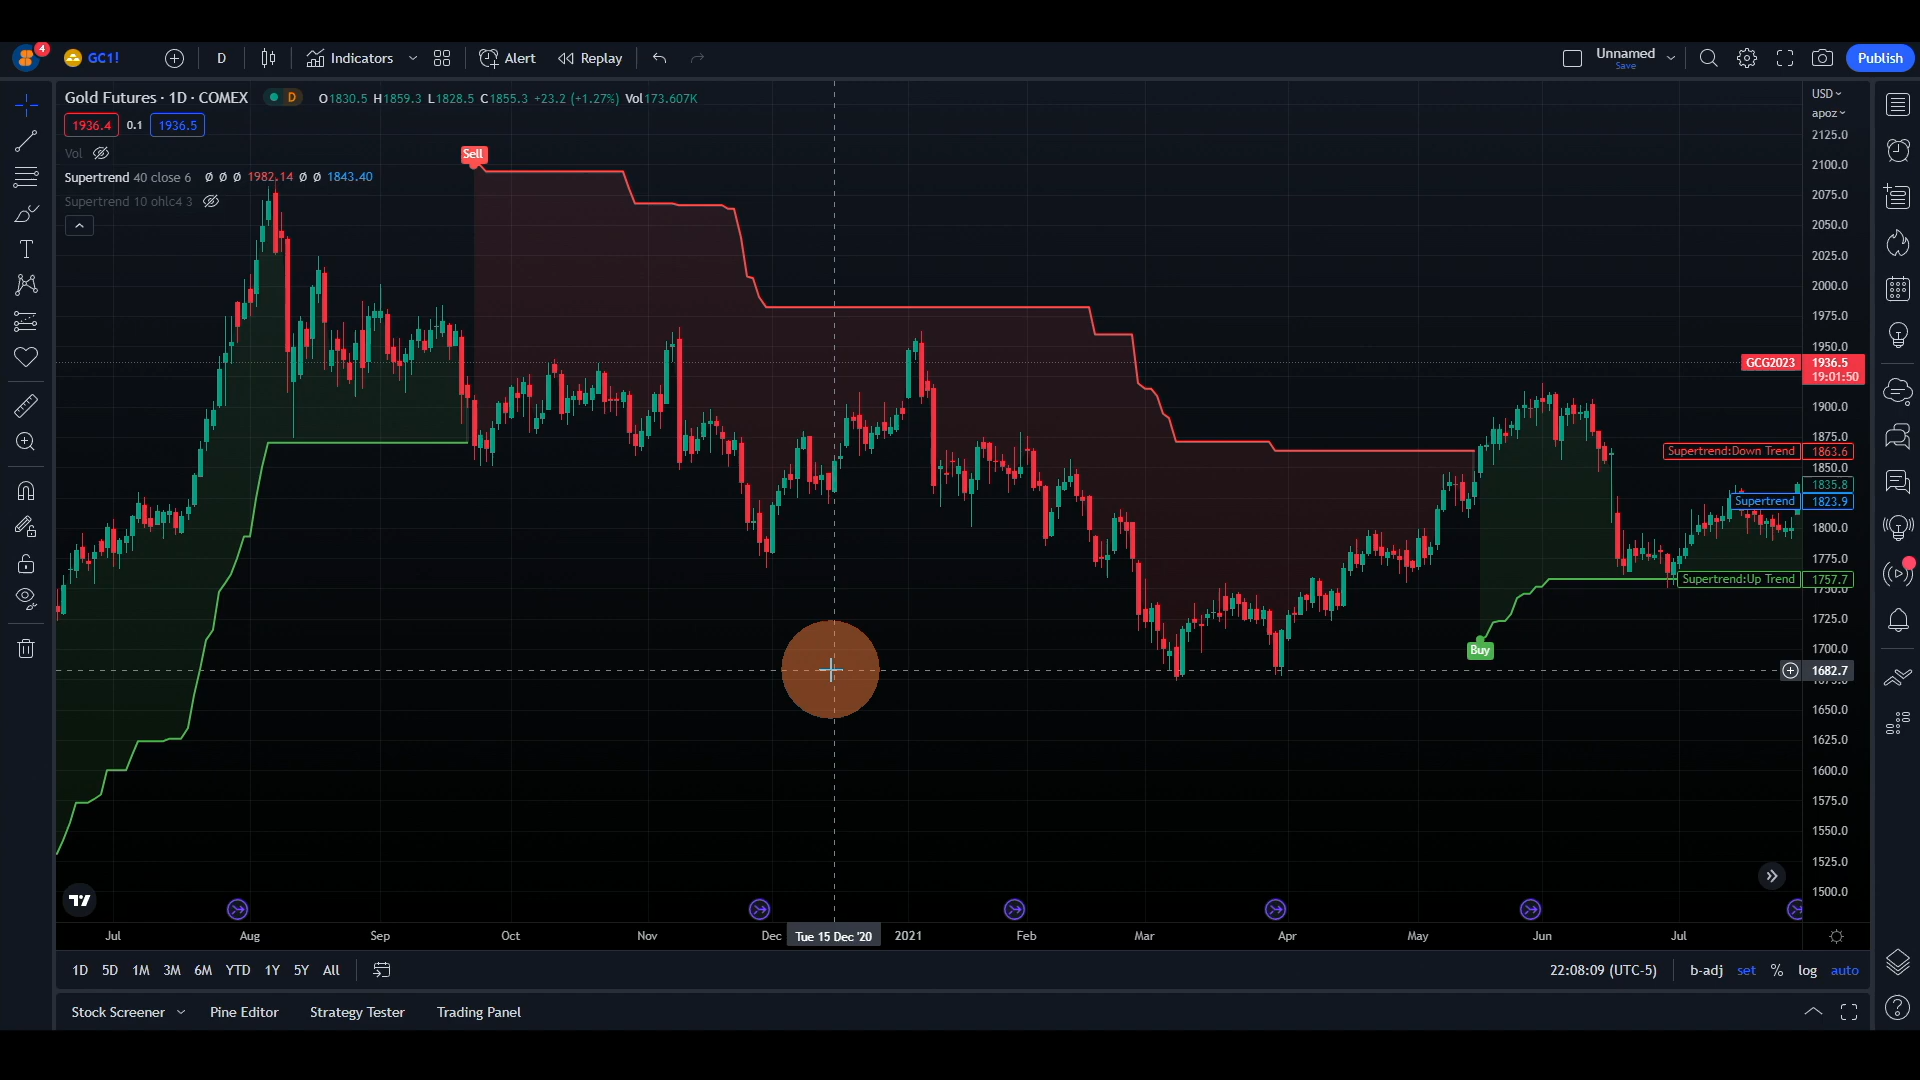 4 GC1! D Indicators Alert Replay Unnamed Save Publish
Gold Futures · 1D · COMEX D O1830.5 H1859.3 L1828.5 C1855.3 +23.2 (+1.27%) Vol173.607K
1936.4 0.1 1936.5
Vol
Supertrend 40 close 6 Ø Ø Ø 1982.14 Ø Ø 1843.40
Supertrend 10 ohlc4 3
Sell
Buy
USD
apoz
2125.0
2100.0
2075.0
2050.0
2025.0
2000.0
1975.0
1950.0
GCG2023 1936.5
19:01:50
1900.0
1875.0
Supertrend:Down Trend 1863.6
1850.0
1835.8
Supertrend 1823.9
1800.0
1775.0
Supertrend:Up Trend 1757.7
1750.0
1725.0
1700.0
1682.7
1675.0
1650.0
1625.0
1600.0
1575.0
1550.0
1525.0
1500.0
Jul Aug Sep Oct Nov Dec Tue 15 Dec '20 2021 Feb Mar Apr May Jun Jul
1D 5D 1M 3M 6M YTD 1Y 5Y All 22:08:09 (UTC-5) b-adj set % log auto
Stock Screener Pine Editor Strategy Tester Trading Panel